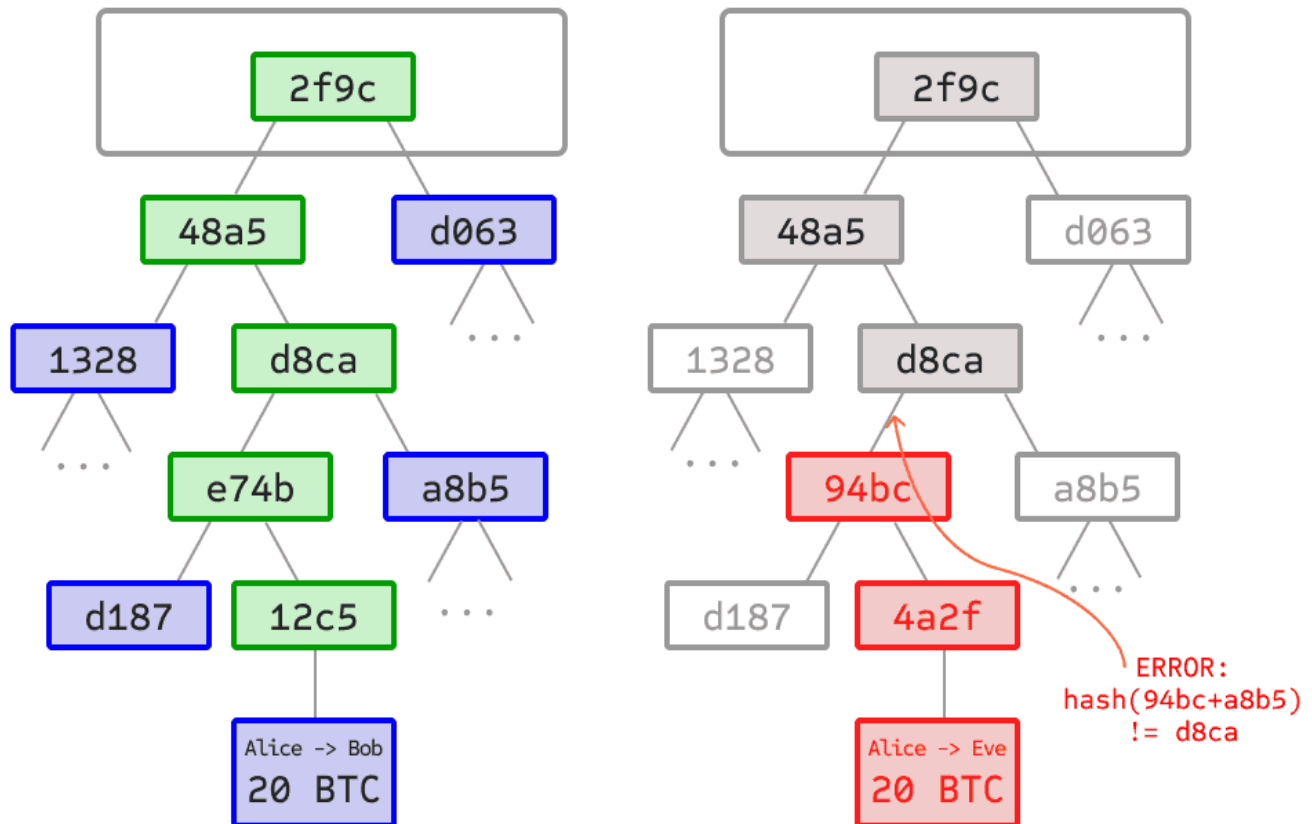 2f9c
48a5
d063
1328
d8ca
...
...
e74b
a8b5
d187
12c5
...
Alice -> Bob
20 BTC
2f9c
48a5
d063
1328
d8ca
...
...
94bc
a8b5
d187
4a2f
...
Alice -> Eve
20 BTC
ERROR:
hash(94bc+a8b5)
!= d8ca